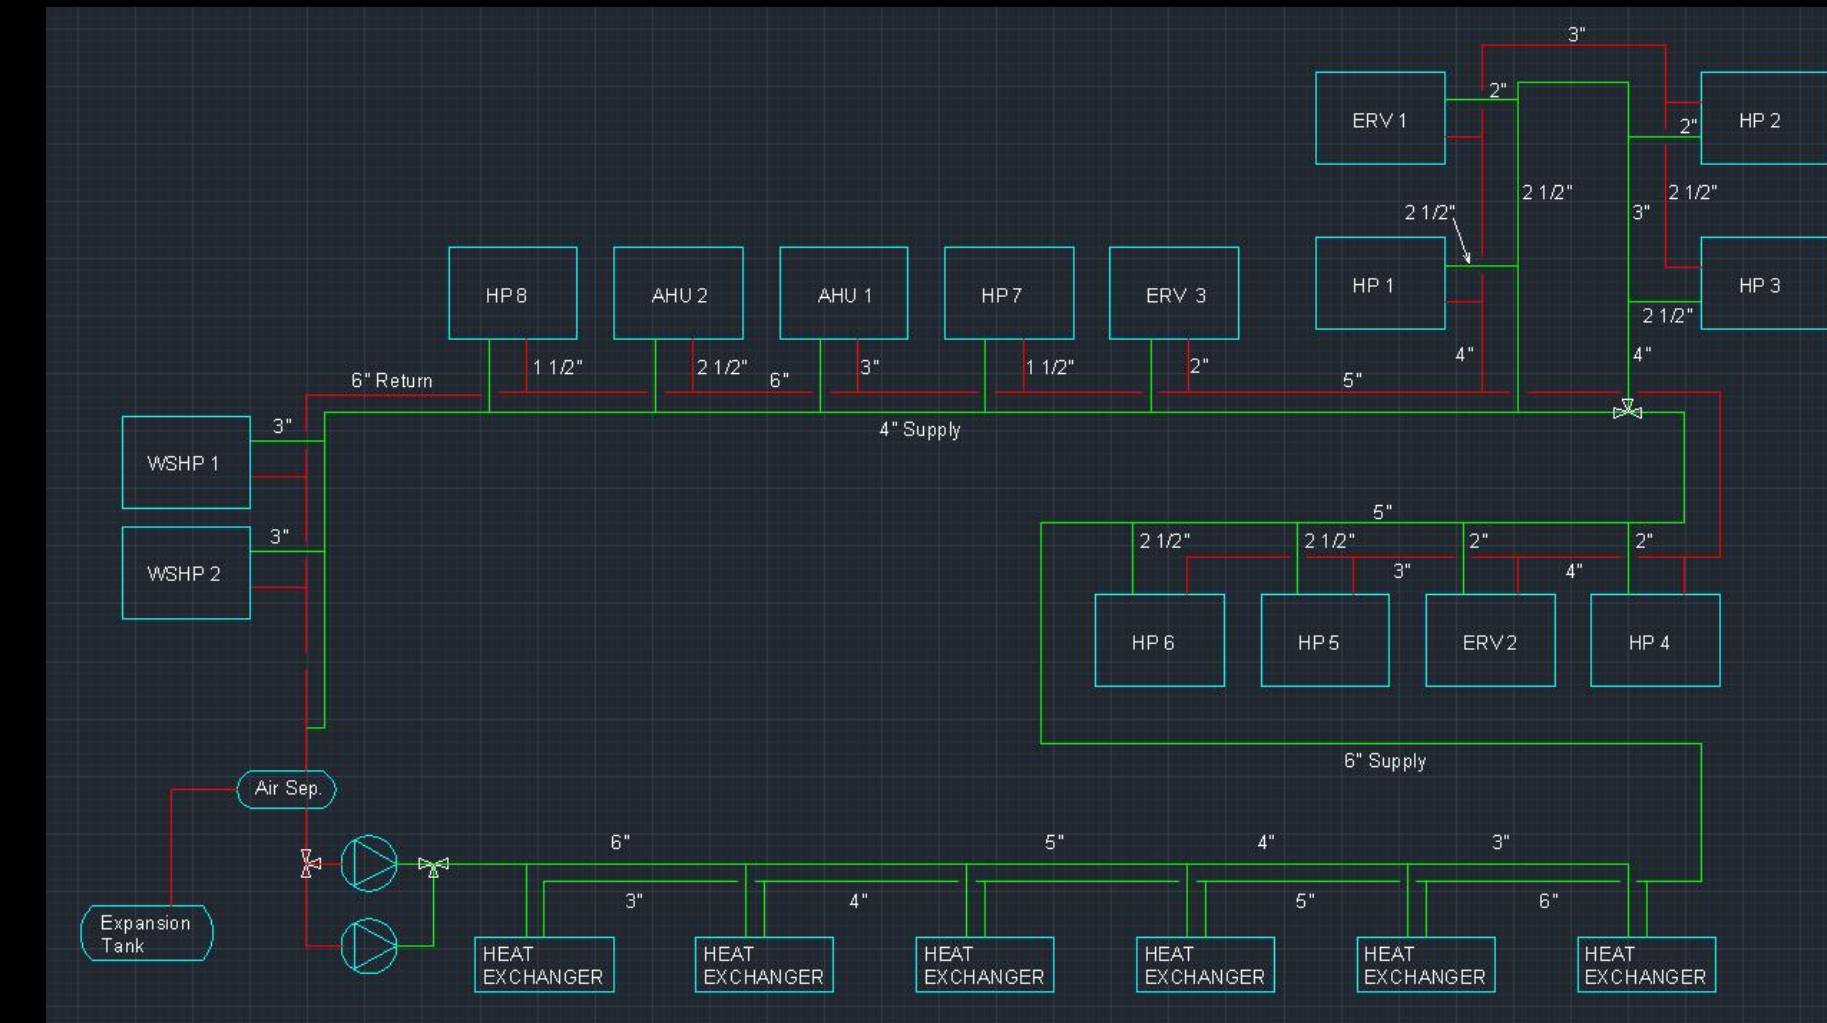 3"
ERV 1
2"
2"
HP 2
2 1/2"
2 1/2"
2 1/2"
3"
HP 8
AHU 2
AHU 1
HP 7
ERV 3
HP 1
HP 3
2 1/2"
6" Return
1 1/2"
2 1/2"
6"
3"
1 1/2"
2"
5"
4"
4"
3"
4" Supply
WSHP 1
3"
WSHP 2
5"
2 1/2"
2 1/2"
2"
2"
3"
4"
HP 6
HP 5
ERV 2
HP 4
6" Supply
Air Sep.
6"
5"
4"
3"
3"
4"
5"
6"
Expansion
Tank
HEAT
EXCHANGER
HEAT
EXCHANGER
HEAT
EXCHANGER
HEAT
EXCHANGER
HEAT
EXCHANGER
HEAT
EXCHANGER